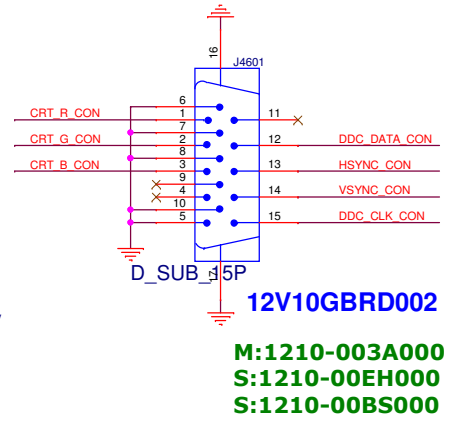 16
J4601
6
CRT_R_CON 1 11
7
CRT_G_CON 2 12 DDC_DATA_CON
8
CRT_B_CON 3 13 HSYNC_CON
9
4 14 VSYNC_CON
10
5 15 DDC_CLK_CON
D_SUB_15P
17
12V10GBRD002
M:1210-003A000
S:1210-00EH000
S:1210-00BS000